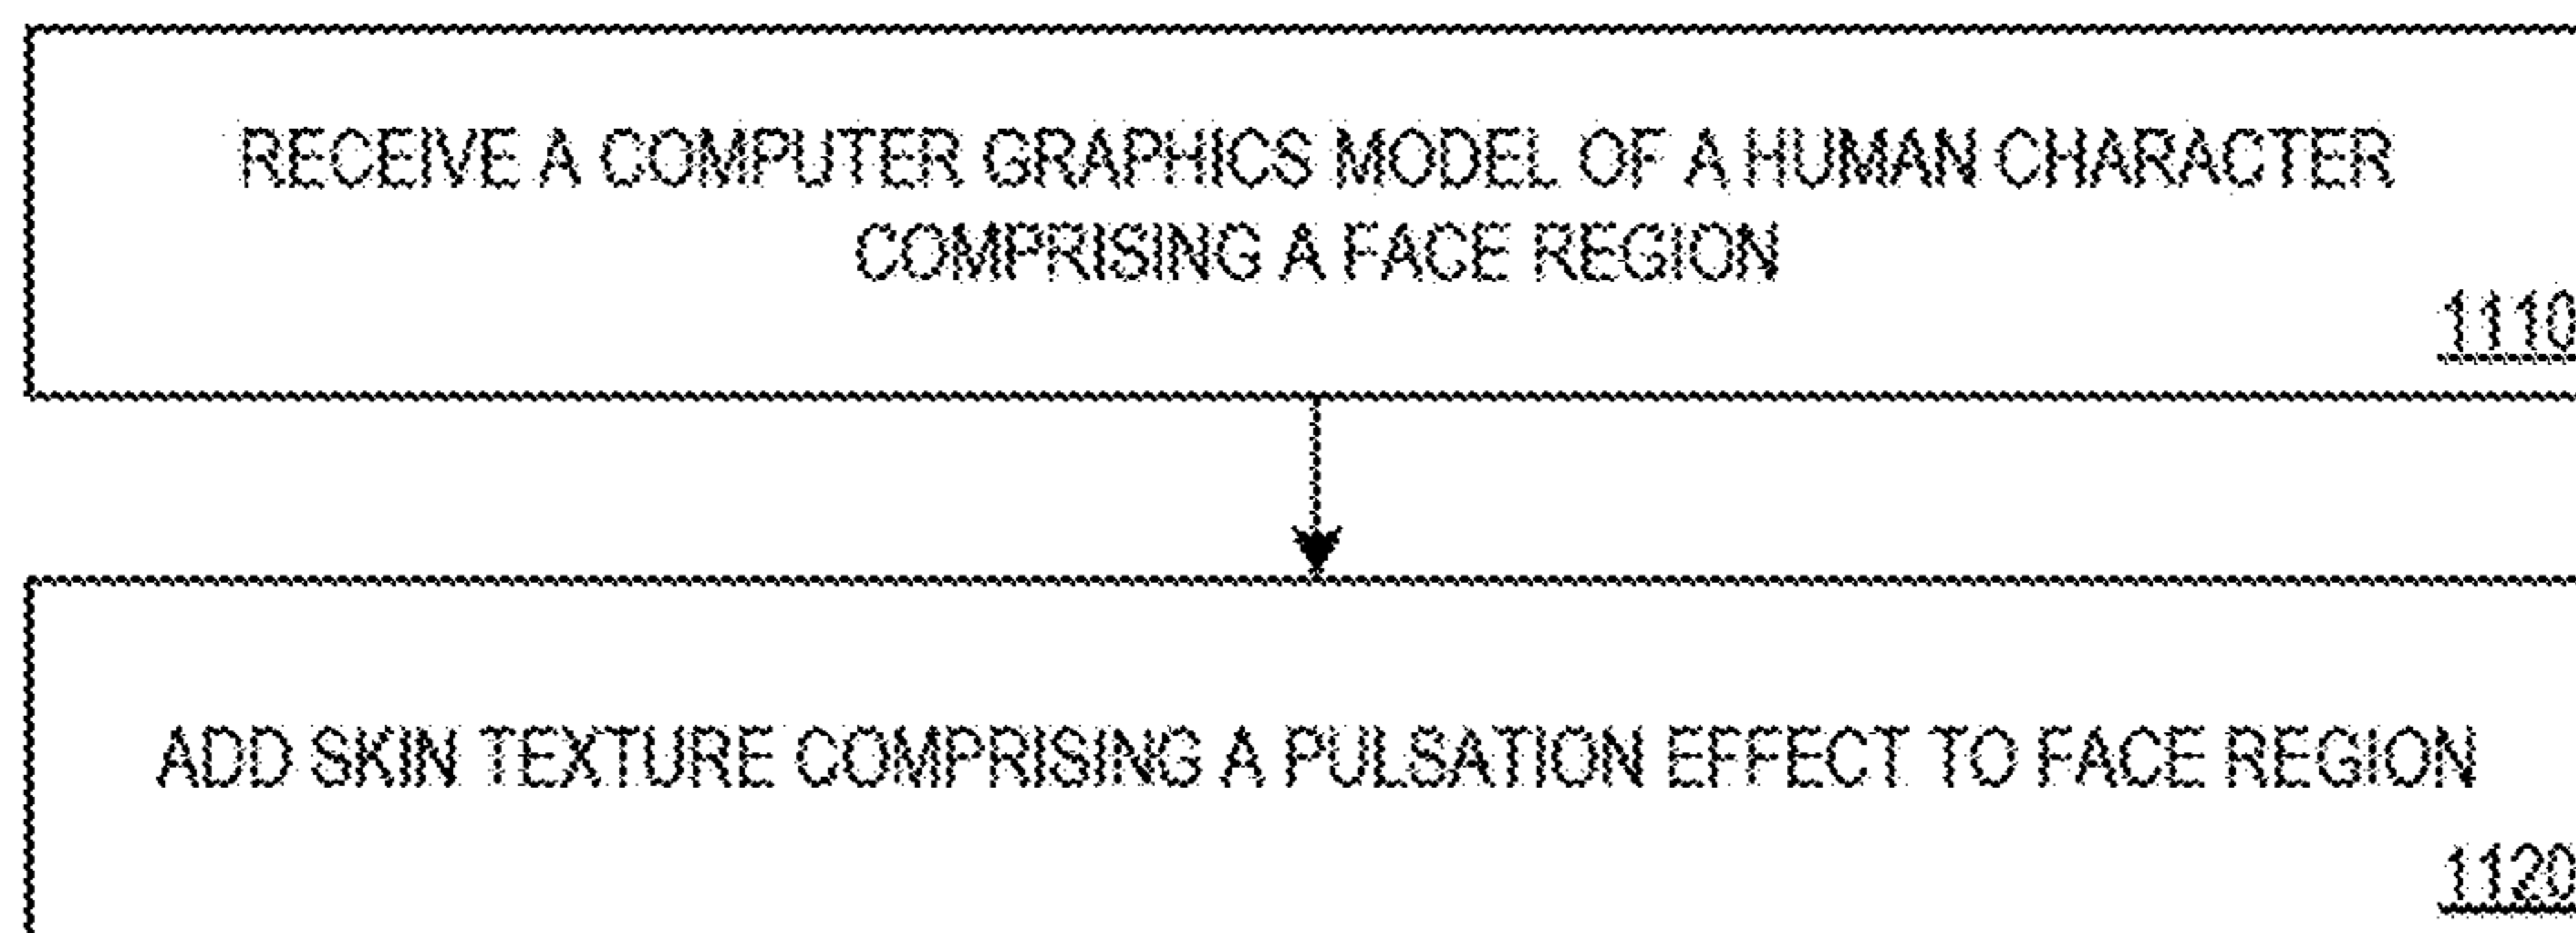 RECEIVE A COMPUTER GRAPHICS MODEL OF A HUMAN CHARACTER
COMPRISING A FACE REGION
1110
ADD SKIN TEXTURE COMPRISING A PULSATION EFFECT TO FACE REGION
1120